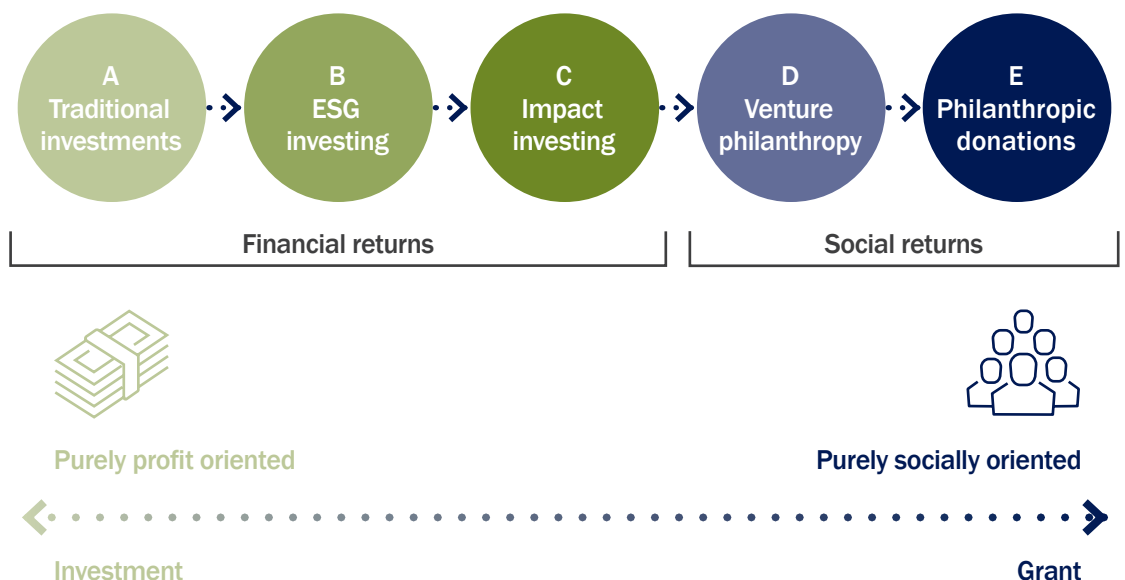 A
Traditional
investments
B
ESG
investing
C
Impact
investing
D
Venture
philanthropy
E
Philanthropic
donations
Financial returns
Social returns
Purely profit oriented
Purely socially oriented
Investment
Grant